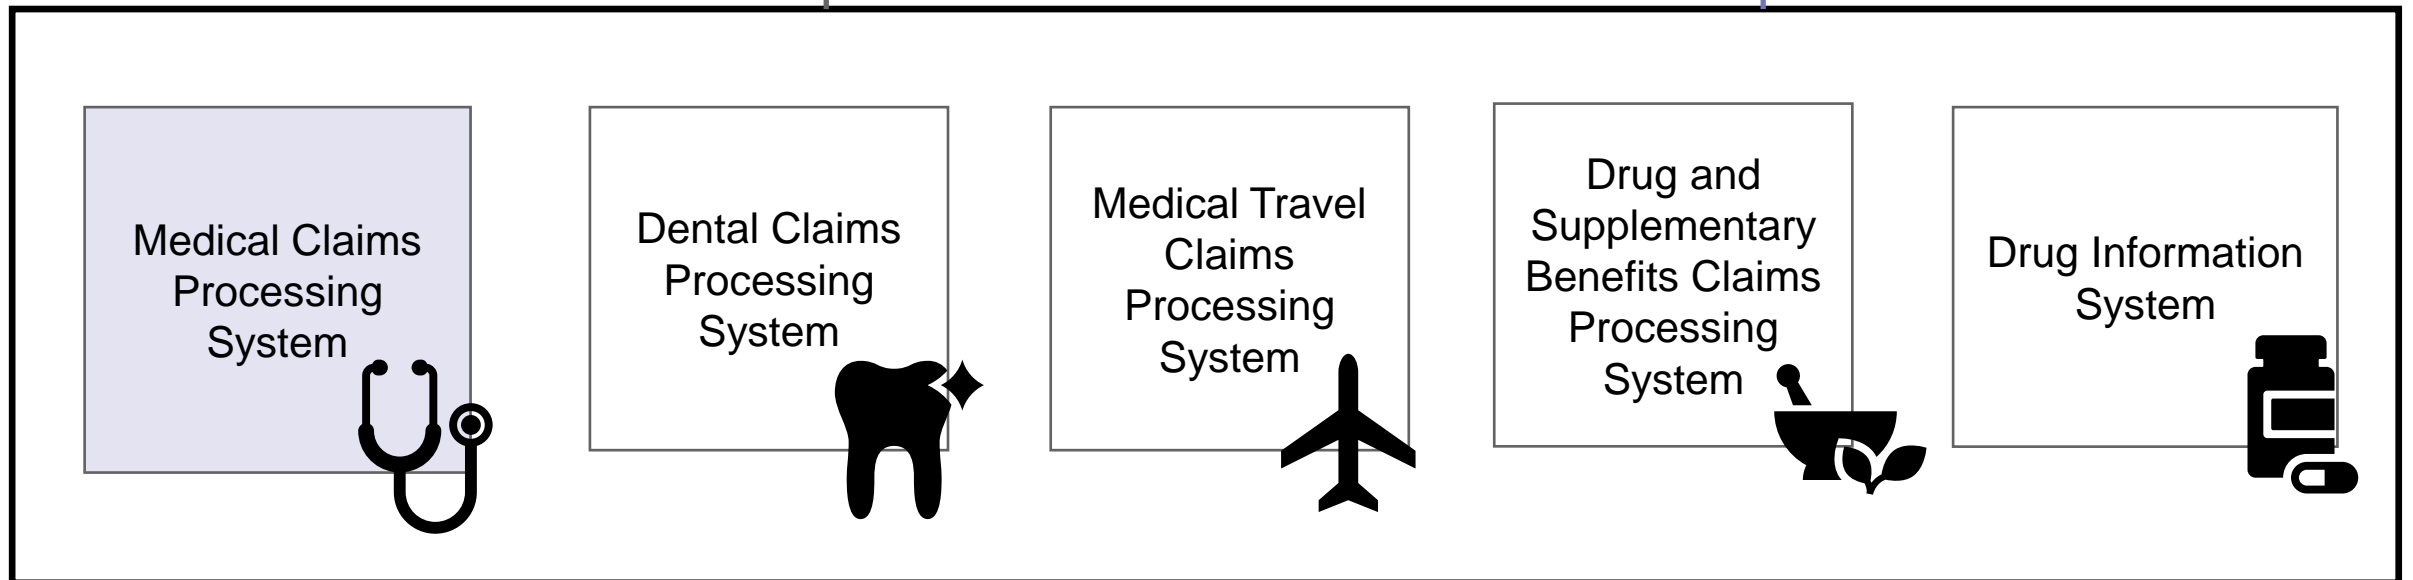 Medical Claims
Processing
System
Dental Claims
Processing
System
Medical Travel
Claims
Processing
System
Drug and
Supplementary
Benefits Claims
Processing
System
Drug Information
System